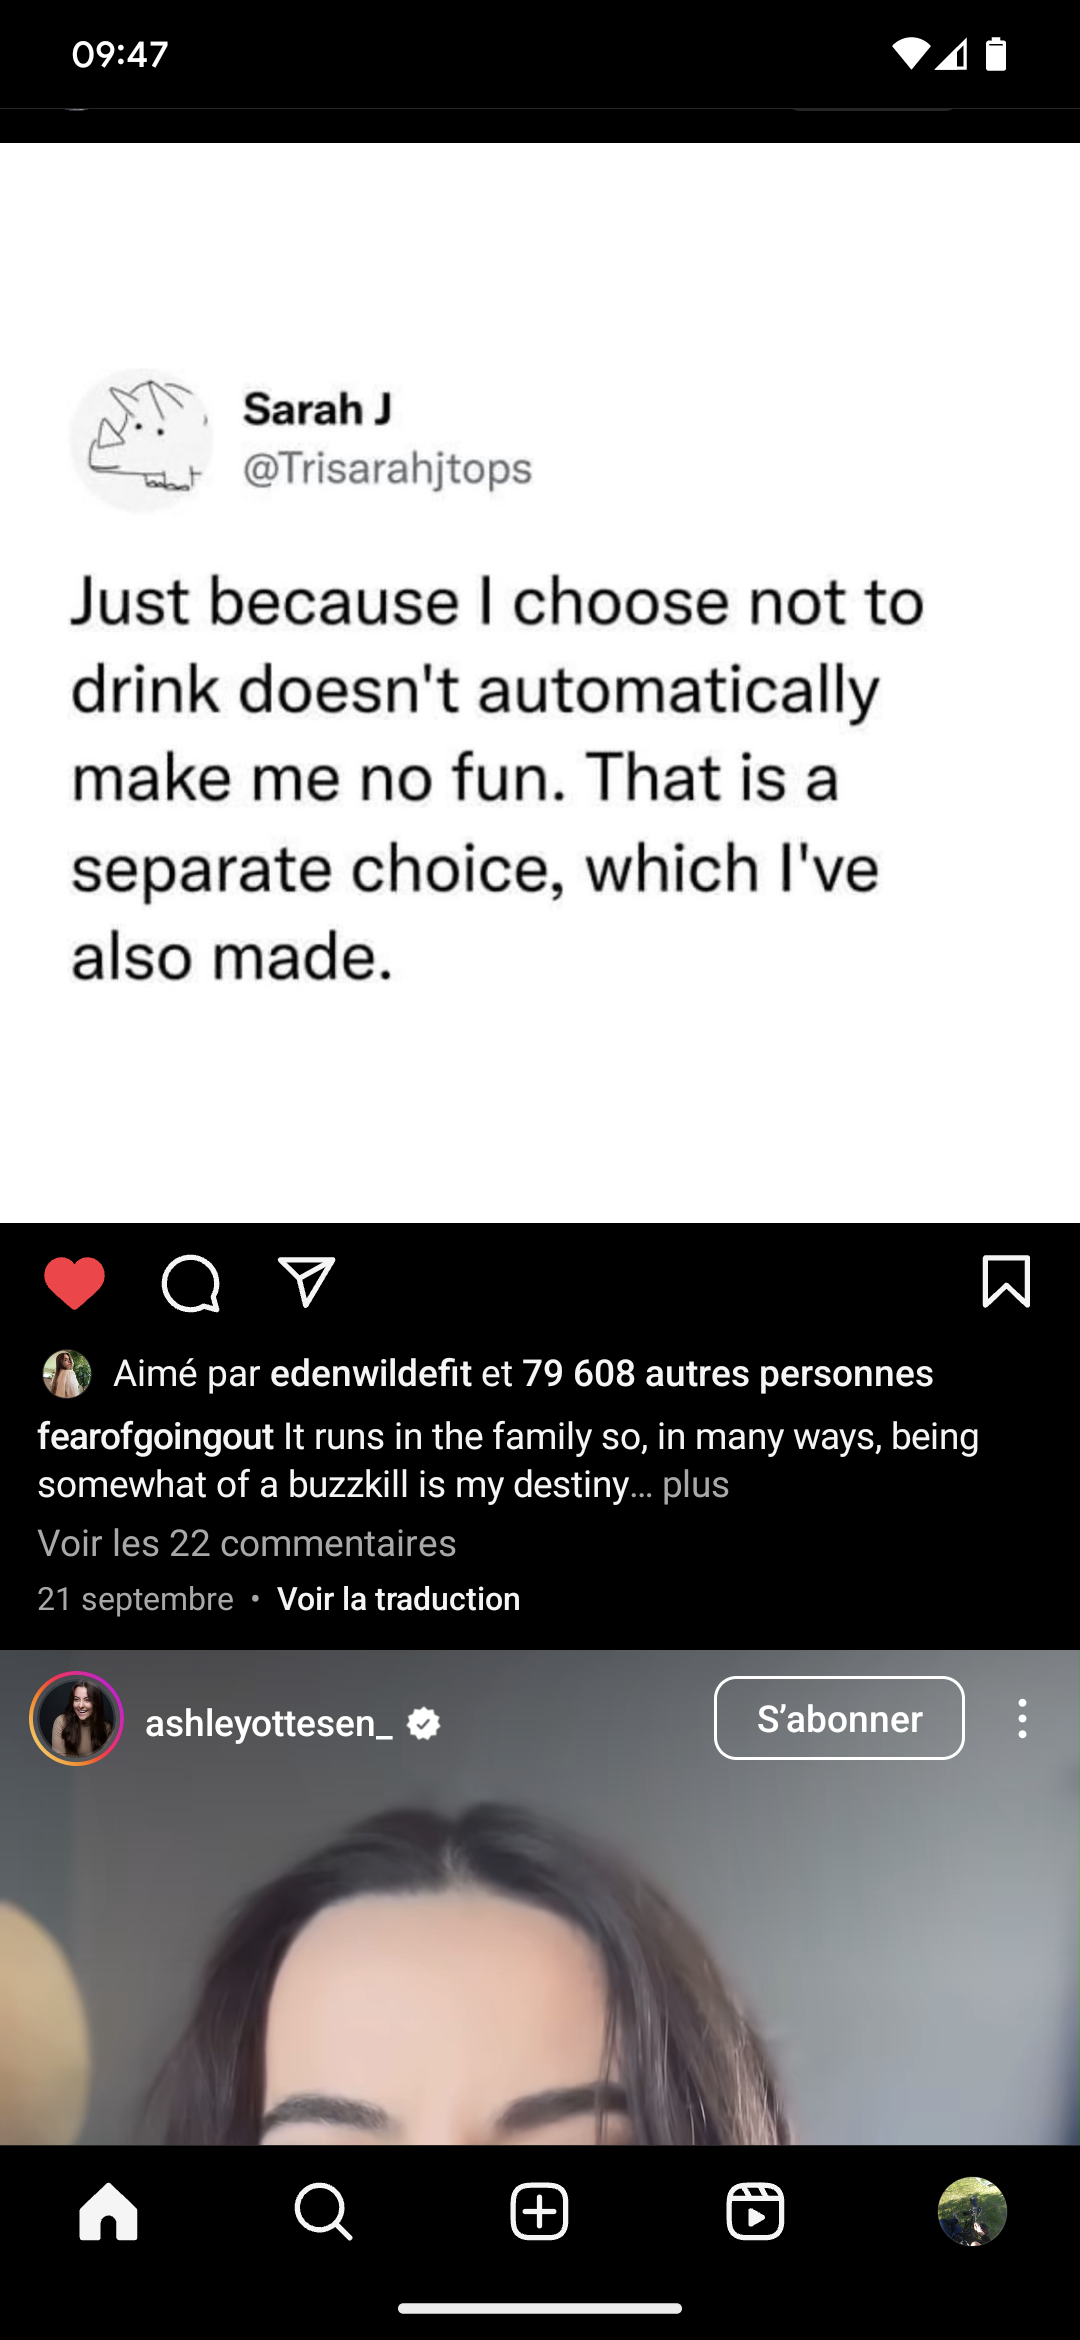 09:47
Sarah J
@Trisarahjtops
Just because I choose not to
drink doesn't automatically
make me no fun. That is a
separate choice, which I've
also made.
Aimé par edenwildefit et 79 608 autres personnes
fearofgoingout It runs in the family so, in many ways, being
somewhat of a buzzkill is my destiny... plus
Voir les 22 commentaires
21 septembre • Voir la traduction
ashleyottesen_
S’abonner